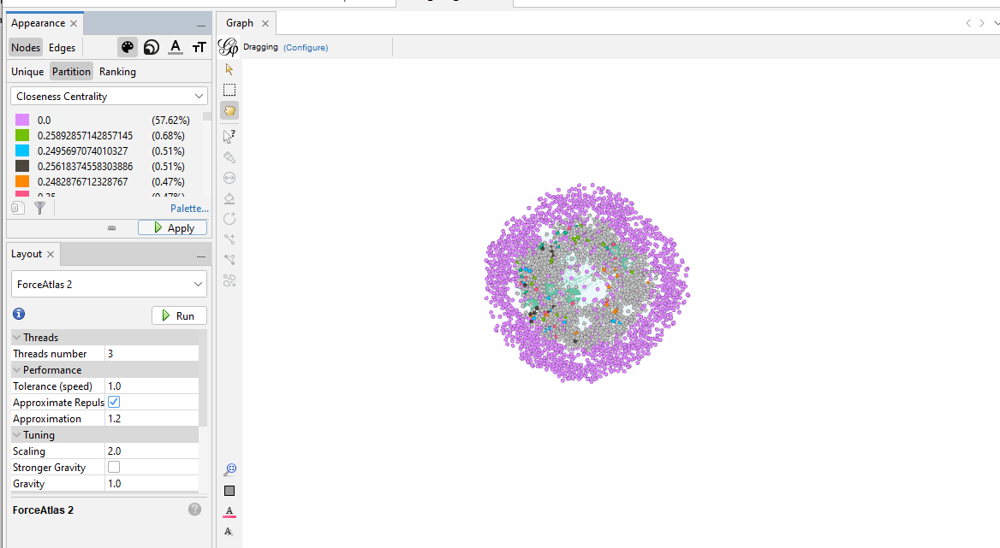 Appearance
Graph
Nodes Edges A TT
Dragging (Configure)
Unique Partition Ranking
Closeness Centrality
0.0 (57.62%)
0.25892857142857145 (0.68%)
0.2495697074010327 (0.51%)
0.25618374558303886 (0.51%)
0.2482876712328767 (0.47%)
0.25 (0.47%)
Palette...
Apply
Layout
ForceAtlas 2
Run
Threads
Threads number 3
Performance
Tolerance (speed) 1.0
Approximate Repuls
Approximation 1.2
Tuning
Scaling 2.0
Stronger Gravity
Gravity 1.0
ForceAtlas 2
A
A